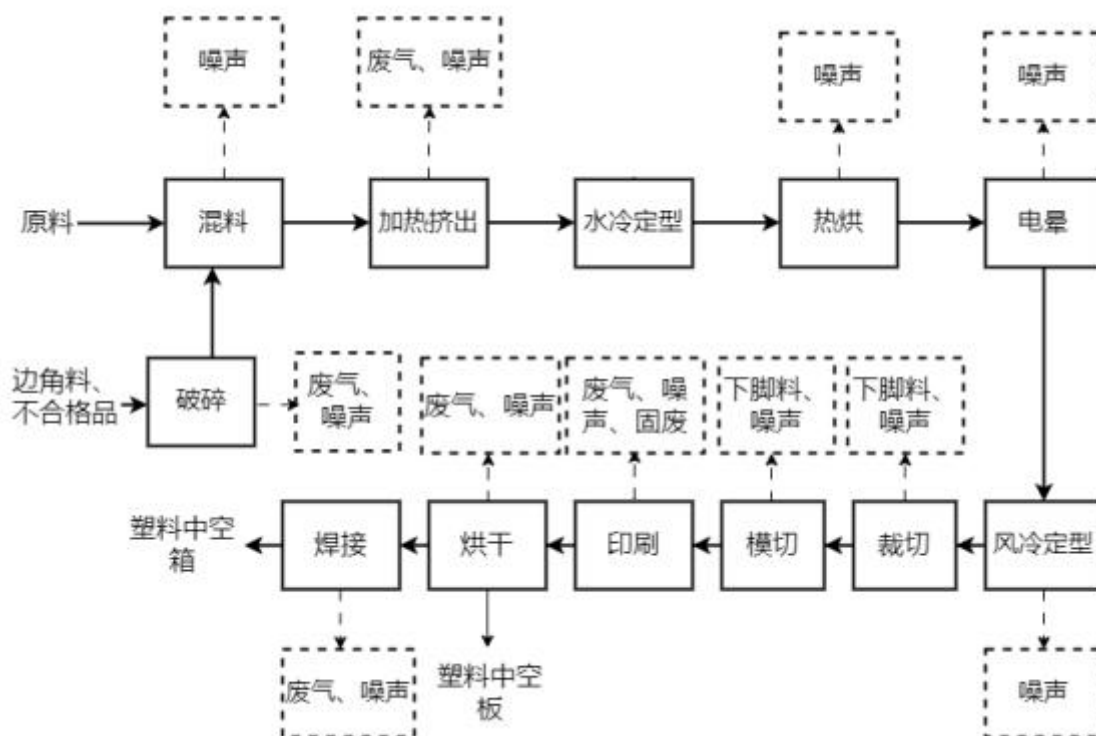 噪声
废气、噪声
噪声
噪声
原料
混料
加热挤出
水冷定型
热烘
电晕
边角料、
不合格品
破碎
废气、
噪声
废气、噪声
废气、噪
声、固废
下脚料、
噪声
下脚料、
噪声
塑料中空
箱
焊接
烘干
印刷
模切
裁切
风冷定型
废气、噪声
塑料中空
板
噪声